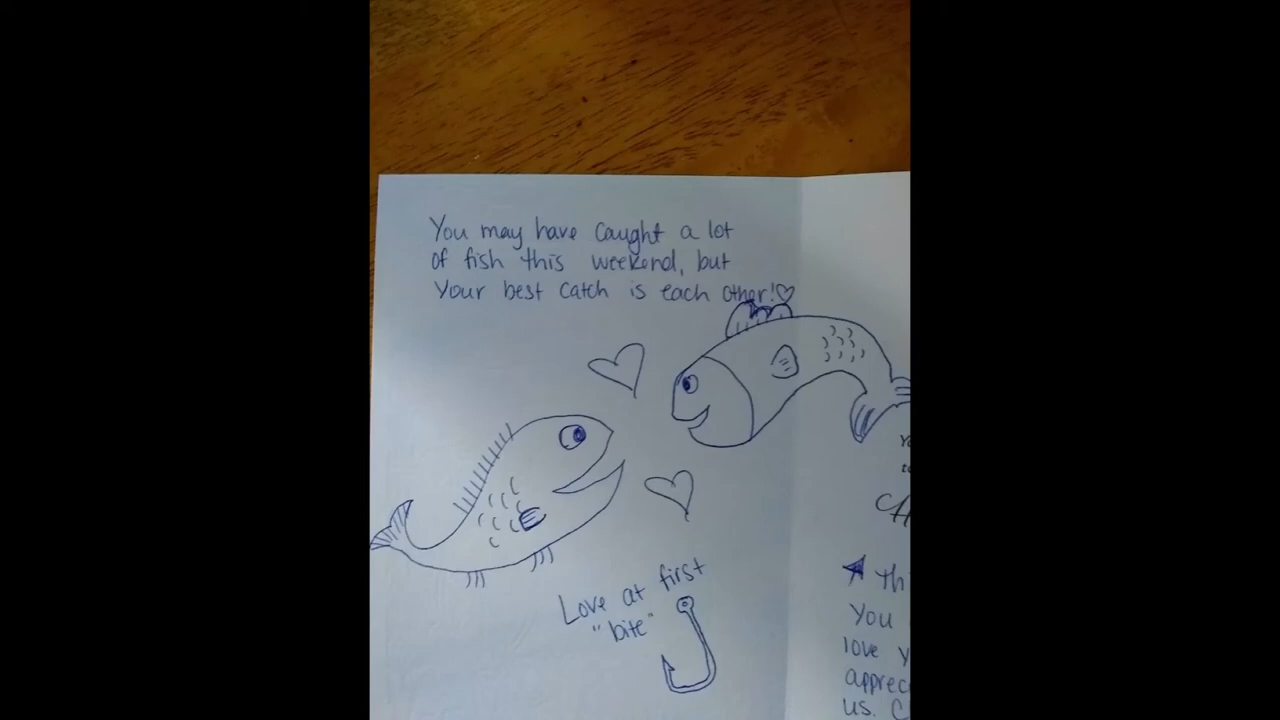 You may have caught a lot
of fish this weekend, but
Your best catch is each other!♡
Love at first
"bite"
You
love
us.